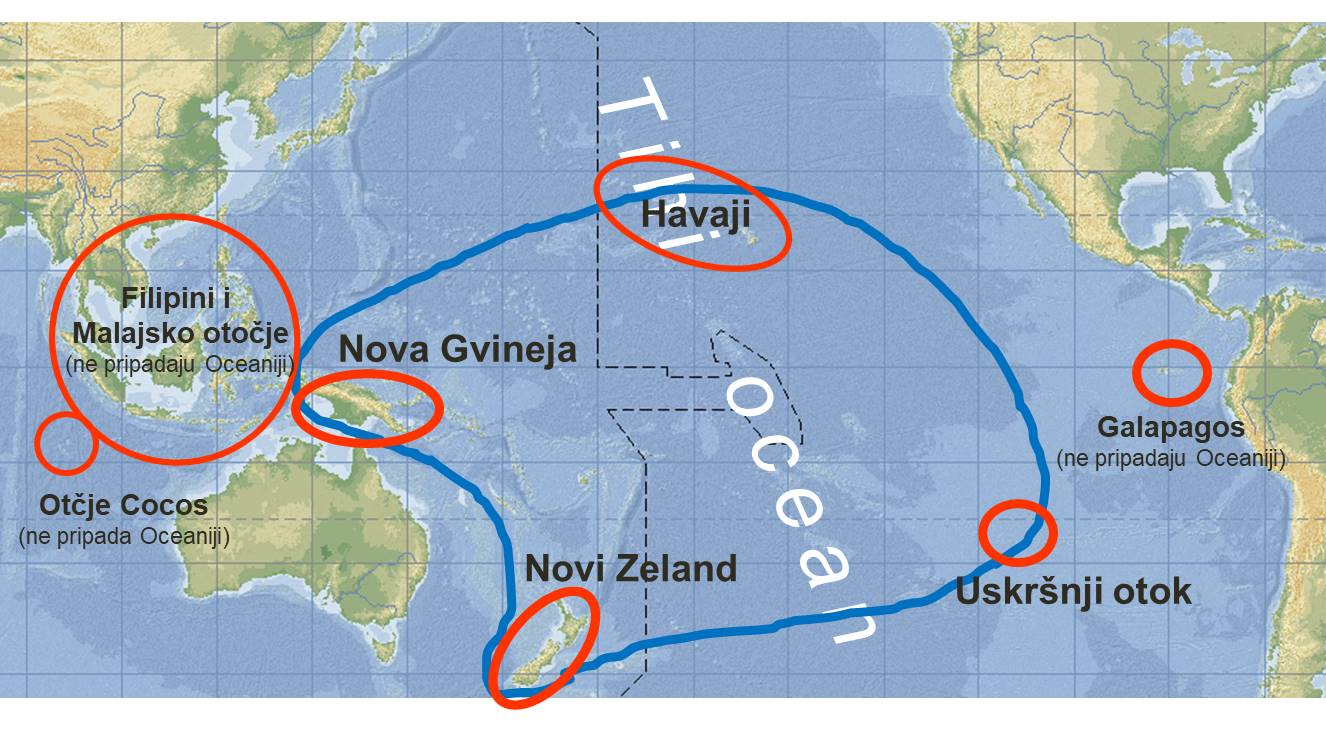 Tihi ocean
Havaji
Filipini i
Malajsko otočje
(ne pripadaju Oceaniji)
Nova Gvineja
Galapagos
(ne pripadaju Oceaniji)
Otčje Cocos
(ne pripada Oceaniji)
Novi Zeland
Uskršnji otok